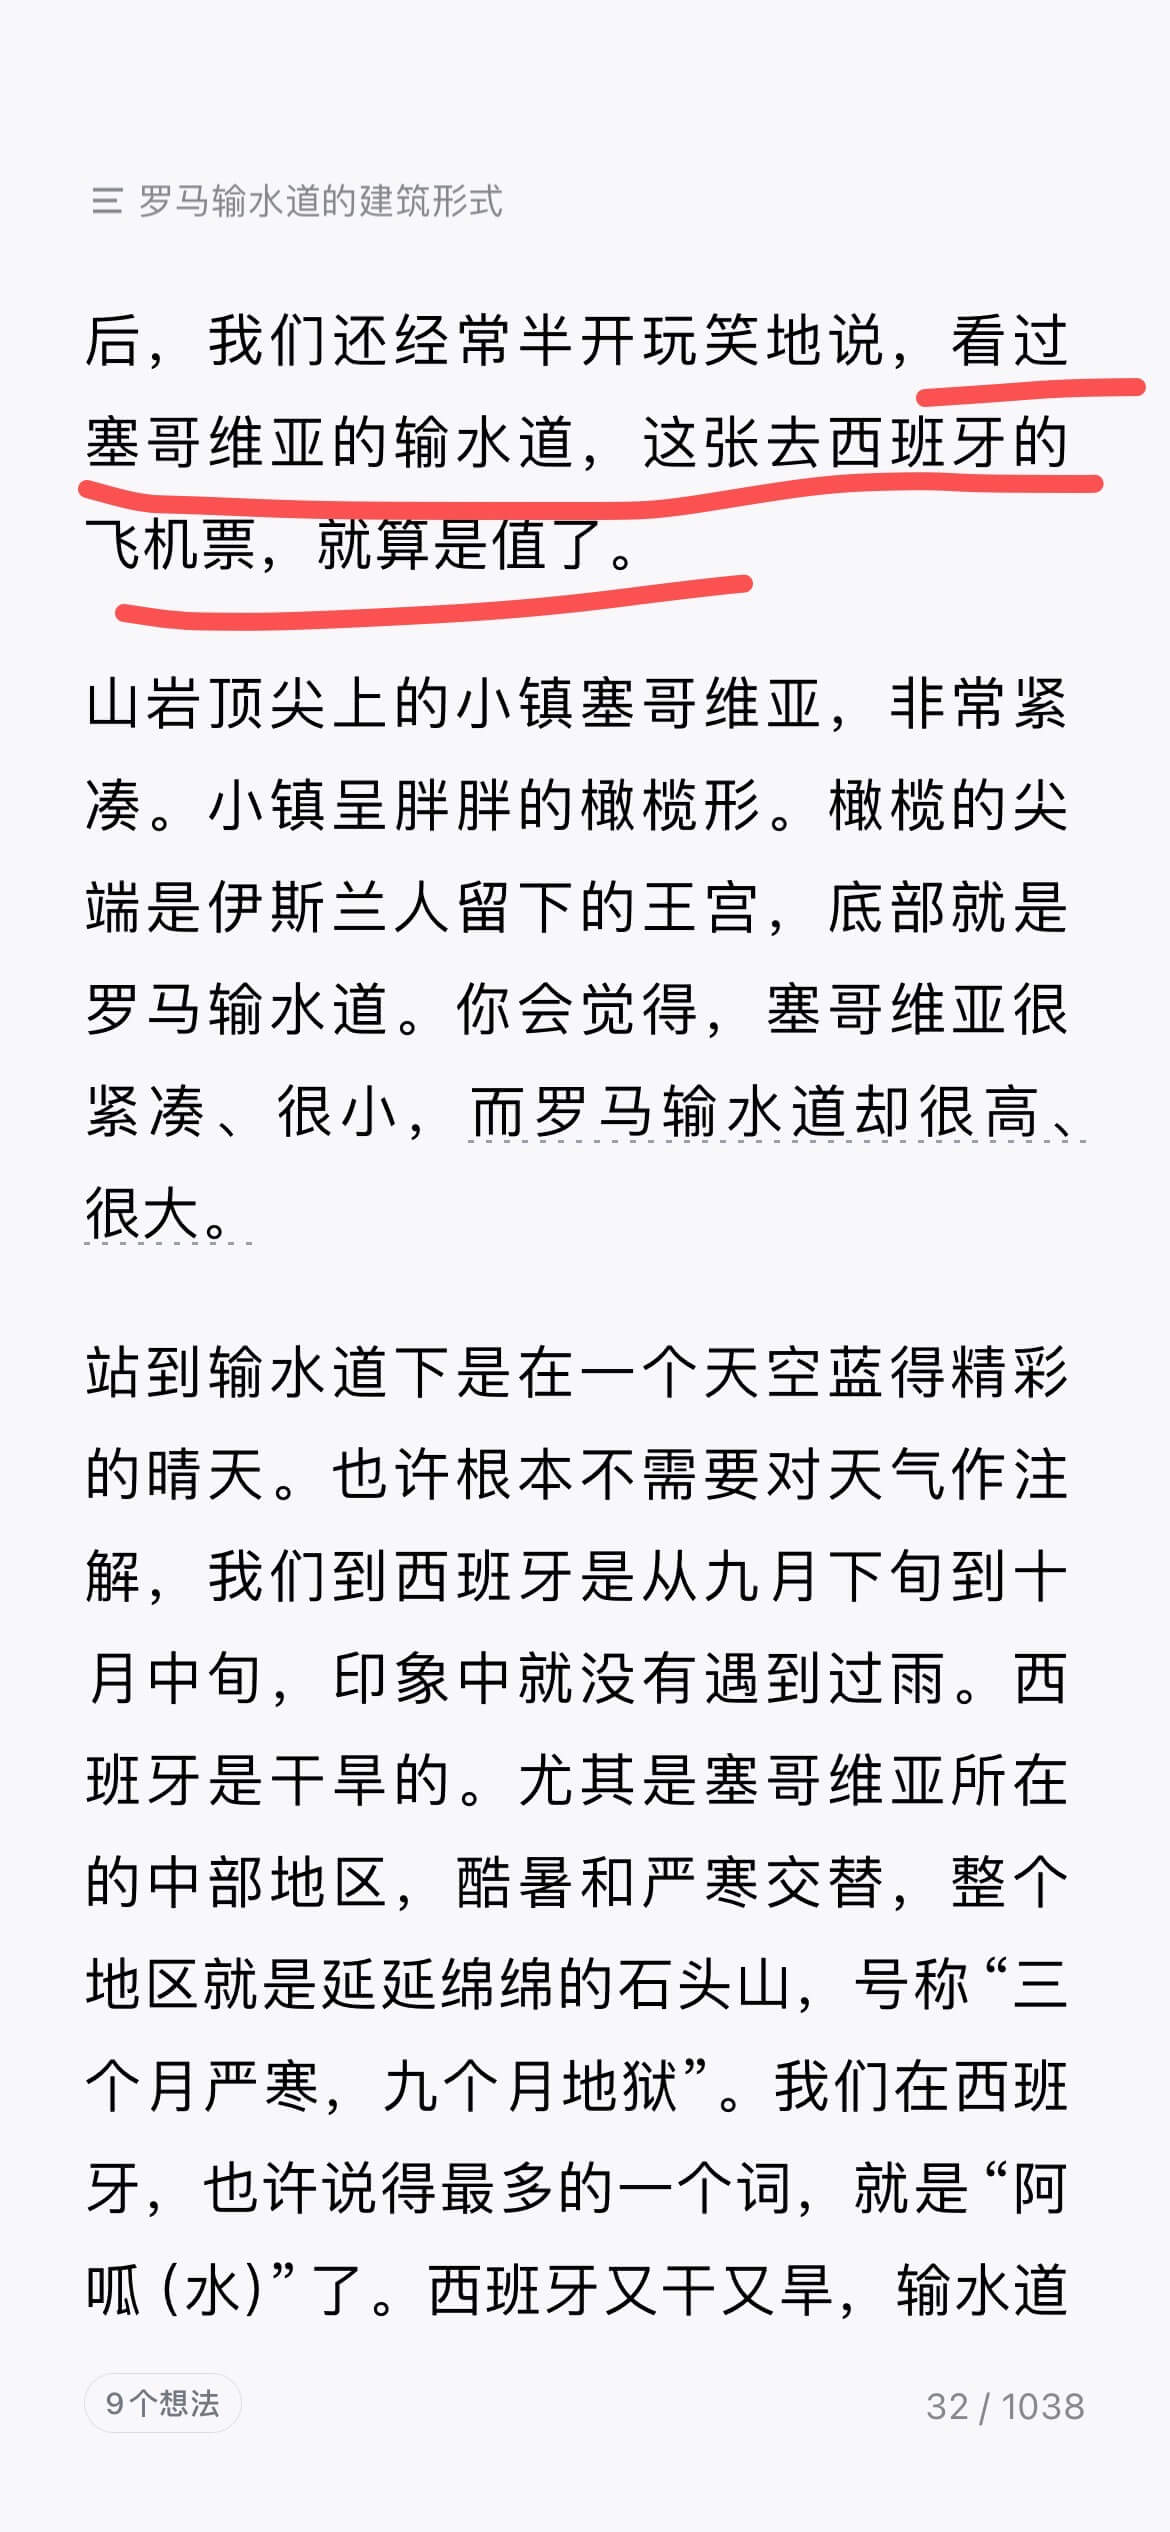 罗马输水道的建筑形式
后，我们还经常半开玩笑地说，看过
塞哥维亚的输水道，这张去西班牙的
飞机票，就算是值了。
山岩顶尖上的小镇塞哥维亚，非常紧
凑。小镇呈胖胖的橄榄形。橄榄的尖
端是伊斯兰人留下的王宫，底部就是
罗马输水道。你会觉得，塞哥维亚很
紧凑、很小，而罗马输水道却很高、
很大。
站到输水道下是在一个天空蓝得精彩
的晴天。也许根本不需要对天气作注
解，我们到西班牙是从九月下旬到十
月中旬，印象中就没有遇到过雨。西
班牙是干旱的。尤其是塞哥维亚所在
的中部地区，酷暑和严寒交替，整个
地区就是延延绵绵的石头山，号称“三
个月严寒，九个月地狱”。我们在西班
牙，也许说得最多的一个词，就是“阿
呱（水）”了。西班牙又干又旱，输水道
9个想法
32 / 1038